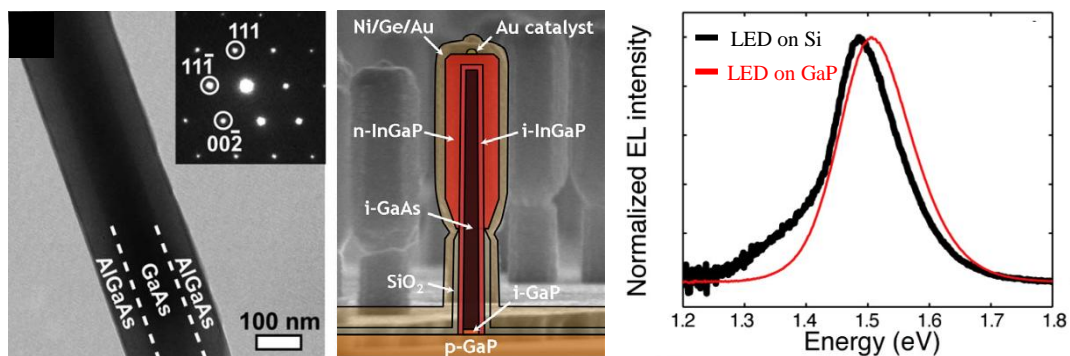 111
111̄
002̄
AlGaAs
GaAs
AlGaAs
100 nm
Ni/Ge/Au
Au catalyst
n-InGaP
i-InGaP
i-GaAs
SiO₂
i-GaP
p-GaP
Normalized EL intensity
LED on Si
LED on GaP
1.2 1.3 1.4 1.5 1.6 1.7 1.8
Energy (eV)